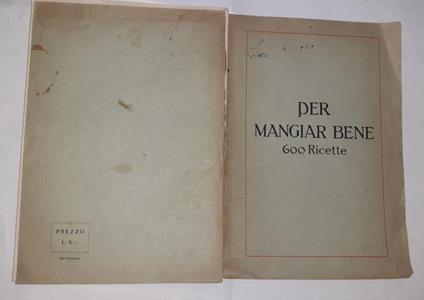 PREZZO
L. 5.—
PER
MANGIAR BENE
600 Ricette